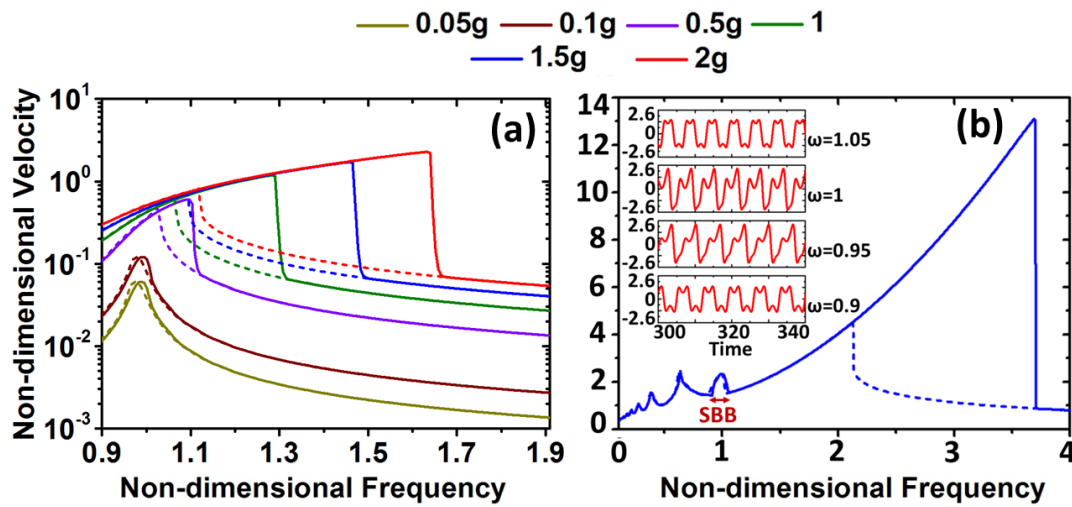 0.05g 0.1g 0.5g 1
1.5g 2g
Non-dimensional Velocity
10^1
10^0
10^-1
10^-2
10^-3
(a)
0.9 1.1 1.3 1.5 1.7 1.9
Non-dimensional Frequency
14
12
10
8
6
4
2
0
(b)
2.6
0
-2.6
ω=1.05
2.6
0
-2.6
ω=1
2.6
0
-2.6
ω=0.95
2.6
0
-2.6
ω=0.9
300 320 340
Time
SBB
0 1 2 3 4
Non-dimensional Frequency